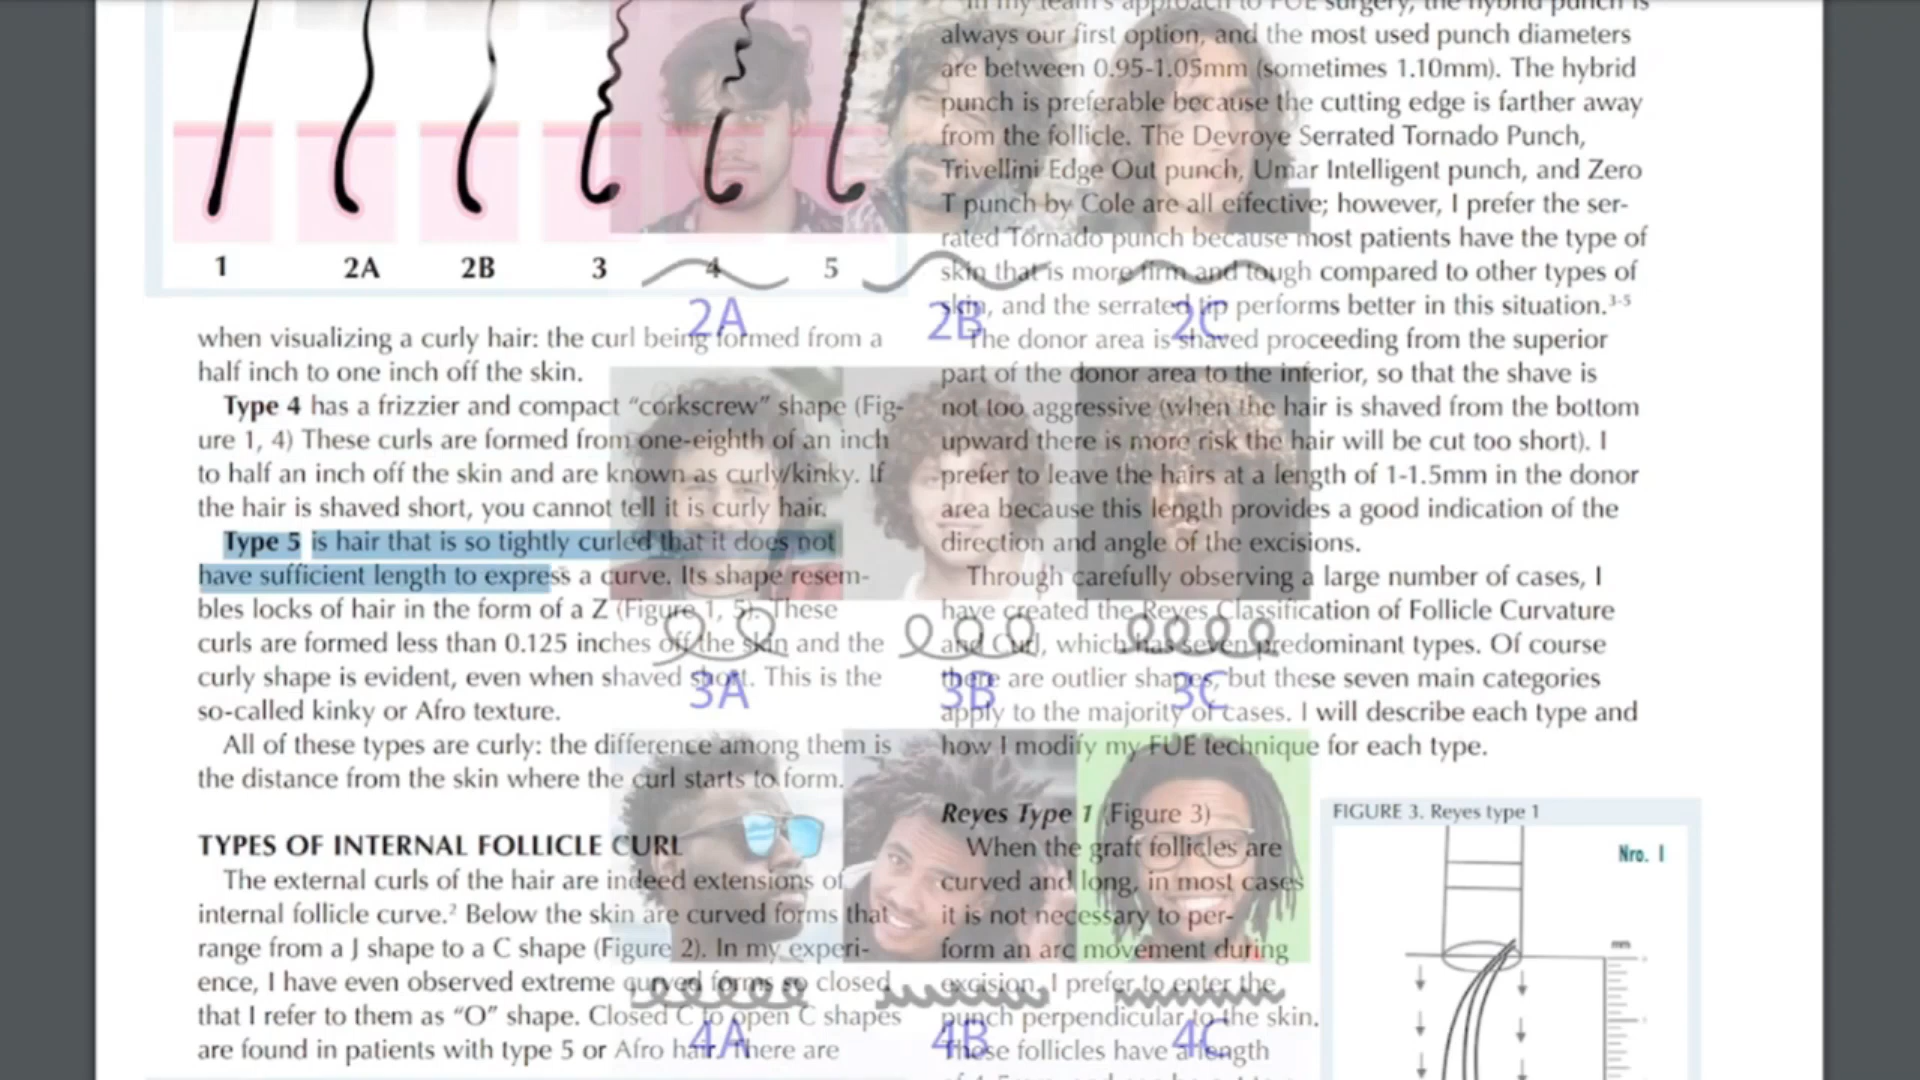 1 2A 2B 3 4 5
when visualizing a curly hair: the curl being formed from a
half inch to one inch off the skin.
Type 4 has a frizzier and compact “corkscrew” shape (Fig-
ure 1, 4) These curls are formed from one-eighth of an inch
to half an inch off the skin and are known as curly/kinky. If
the hair is shaved short, you cannot tell it is curly hair.
Type 5 is hair that is so tightly curled that it does not
have sufficient length to express a curve. Its shape resem-
bles locks of hair in the form of a Z (Figure 1, 5). These
curls are formed less than 0.125 inches off the skin and the
curly shape is evident, even when shaved short. This is the
so-called kinky or Afro texture.
All of these types are curly: the difference among them is
the distance from the skin where the curl starts to form.
TYPES OF INTERNAL FOLLICLE CURL
The external curls of the hair are indeed extensions of
internal follicle curve.² Below the skin are curved forms that
range from a J shape to a C shape (Figure 2). In my experi-
ence, I have even observed extreme curved forms so closed
that I refer to them as “O” shape. Closed C to open C shapes
are found in patients with type 5 or Afro hair. There are
In my team's approach to FUE surgery, the hybrid punch is
always our first option, and the most used punch diameters
are between 0.95-1.05mm (sometimes 1.10mm). The hybrid
punch is preferable because the cutting edge is farther away
from the follicle. The Devroye Serrated Tornado Punch,
Trivellini Edge Out punch, Umar Intelligent punch, and Zero
T punch by Cole are all effective; however, I prefer the ser-
rated Tornado punch because most patients have the type of
skin that is more firm and tough compared to other types of
skin, and the serrated tip performs better in this situation.³⁻⁵
The donor area is shaved proceeding from the superior
part of the donor area to the inferior, so that the shave is
not too aggressive (when the hair is shaved from the bottom
upward there is more risk the hair will be cut too short). I
prefer to leave the hairs at a length of 1-1.5mm in the donor
area because this length provides a good indication of the
direction and angle of the excisions.
Through carefully observing a large number of cases, I
have created the Reyes Classification of Follicle Curvature
and Curl, which has seven predominant types. Of course
there are outlier shapes, but these seven main categories
apply to the majority of cases. I will describe each type and
how I modify my FUE technique for each type.
Reyes Type 1 (Figure 3)
When the graft follicles are
curved and long, in most cases
it is not necessary to per-
form an arc movement during
excision. I prefer to enter the
punch perpendicular to the skin.
These follicles have a length
FIGURE 3. Reyes type 1
Nro. 1
mm
2A 2B 2C
3A 3B 3C
4A 4B 4C